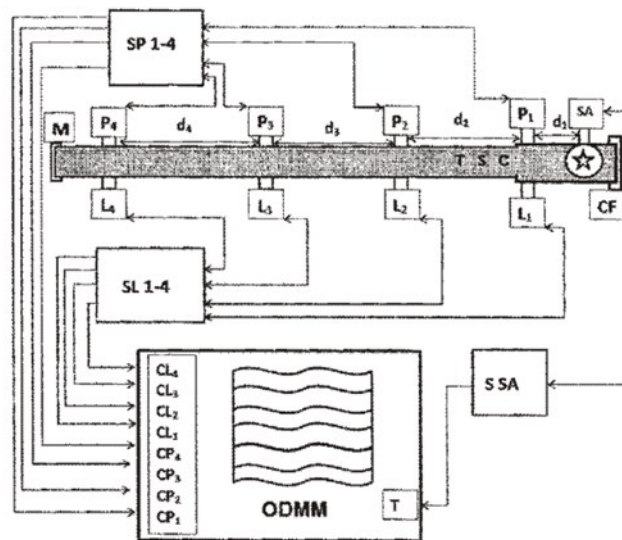 SP 1-4
M P₄ P₃ P₂ P₁ SA
d₄ d₃ d₂ d₁
T S C
L₄ L₃ L₂ L₁ CF
SL 1-4
S SA
CL₄
CL₃
CL₂
CL₁
CP₄
CP₃
CP₂
CP₁
ODMM
T